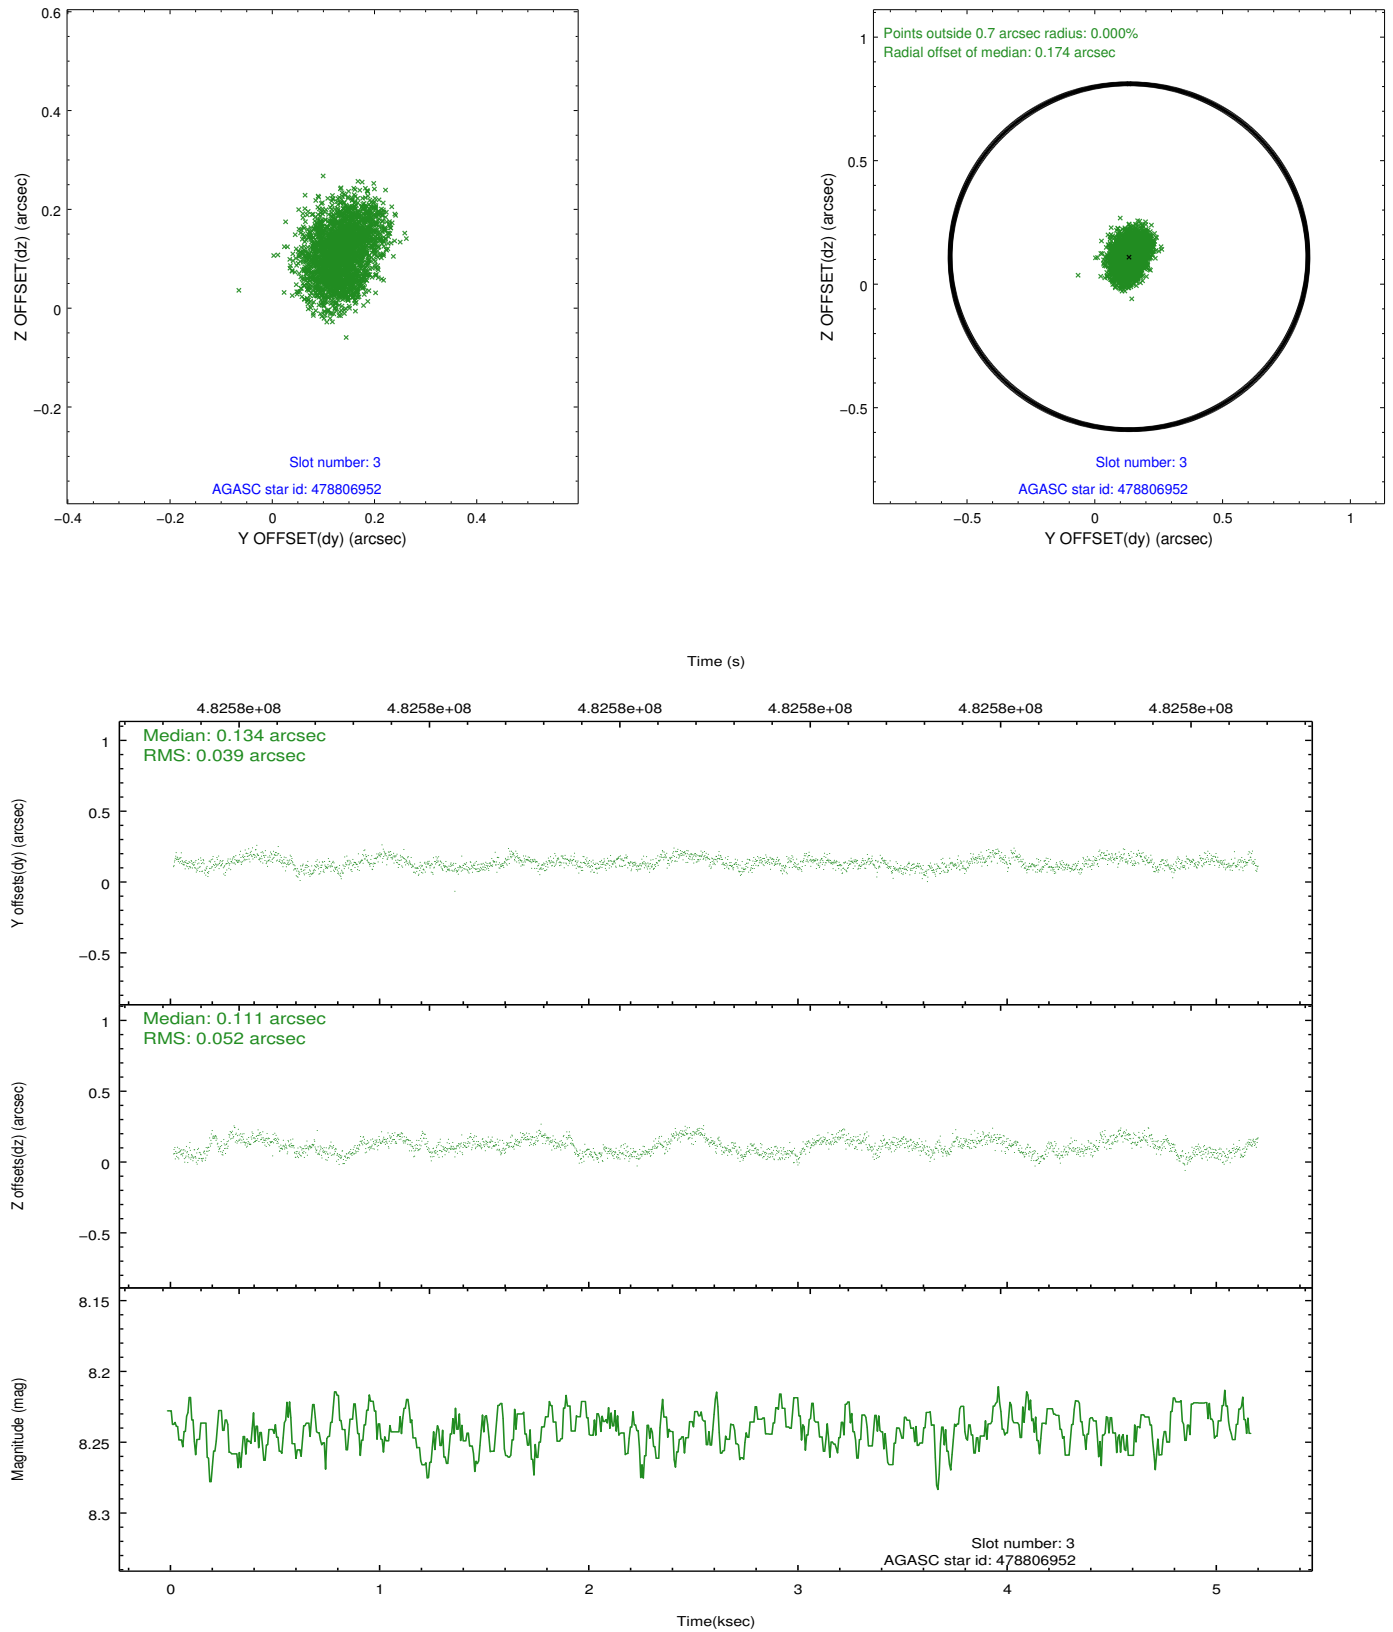 0.6
0.4
0.2
0
−0.2
Z OFFSET(dz) (arcsec)
Slot number: 3
AGASC star id: 478806952
−0.4 −0.2 0 0.2 0.4
Y OFFSET(dy) (arcsec)
Points outside 0.7 arcsec radius: 0.000%
Radial offset of median: 0.174 arcsec
1
0.5
0
−0.5
Z OFFSET(dz) (arcsec)
Slot number: 3
AGASC star id: 478806952
−0.5 0 0.5 1
Y OFFSET(dy) (arcsec)
Time (s)
4.8258e+08 4.8258e+08 4.8258e+08 4.8258e+08 4.8258e+08 4.8258e+08
Median: 0.134 arcsec
RMS: 0.039 arcsec
1
0.5
0
−0.5
Y offsets(dy) (arcsec)
Median: 0.111 arcsec
RMS: 0.052 arcsec
1
0.5
0
−0.5
Z offsets(dz) (arcsec)
8.15
8.2
8.25
8.3
Magnitude (mag)
Slot number: 3
AGASC star id: 478806952
0 1 2 3 4 5
Time(ksec)